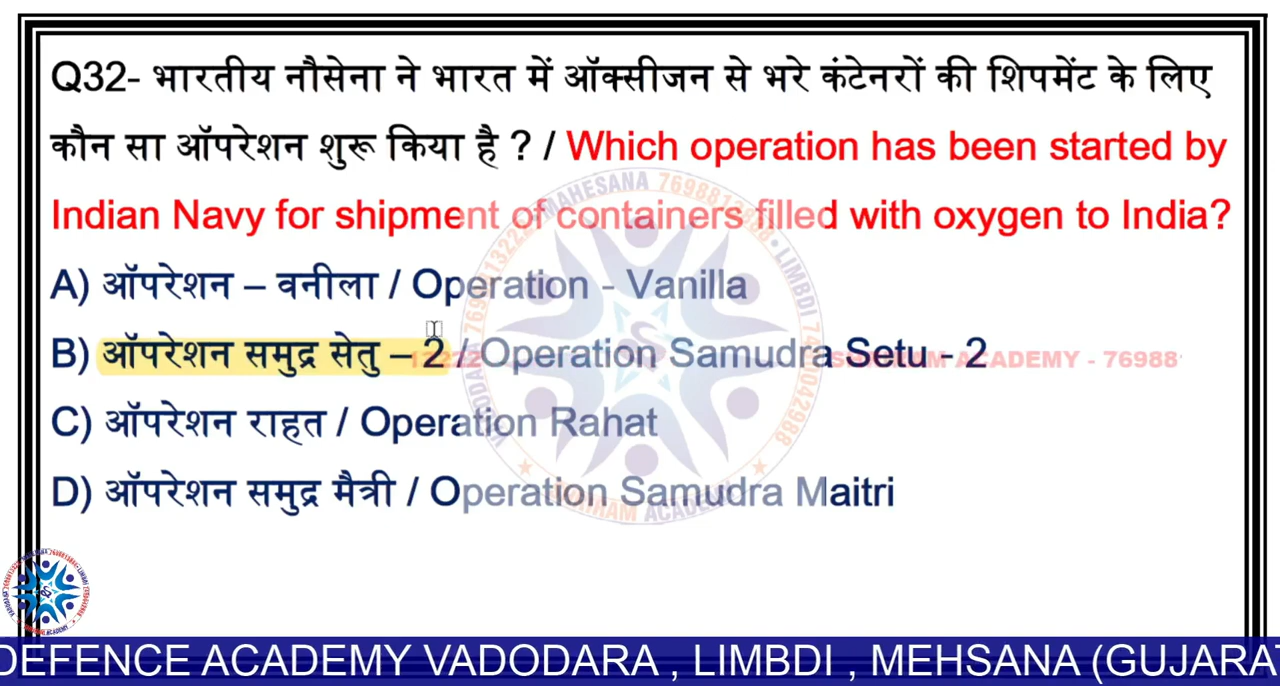 Q32- भारतीय नौसेना ने भारत में ऑक्सीजन से भरे कंटेनरों की शिपमेंट के लिए
कौन सा ऑपरेशन शुरू किया है ? / Which operation has been started by
Indian Navy for shipment of containers filled with oxygen to India?
A) ऑपरेशन – वनीला / Operation - Vanilla
B) ऑपरेशन समुद्र सेतु – 2 / Operation Samudra Setu - 2
C) ऑपरेशन राहत / Operation Rahat
D) ऑपरेशन समुद्र मैत्री / Operation Samudra Maitri
DEFENCE ACADEMY VADODARA , LIMBDI , MEHSANA (GUJARAT